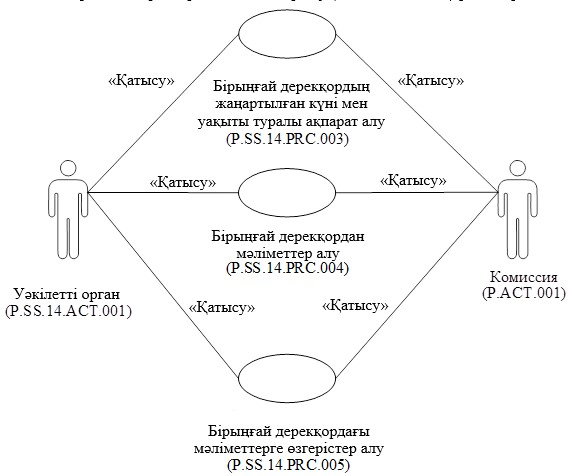 «Қатысу»
«Қатысу»
Бірыңғай дерекқордың
жаңартылған күні мен
уақыты туралы ақпарат алу
(P.SS.14.PRC.003)
«Қатысу»
«Қатысу»
Бірыңғай дерекқордан
мәліметтер алу
(P.SS.14.PRC.004)
Уәкілетті орган
(P.SS.14.ACT.001)
Комиссия
(P.ACT.001)
«Қатысу»
«Қатысу»
Бірыңғай дерекқордағы
мәліметтерге өзгерістер алу
(P.SS.14.PRC.005)